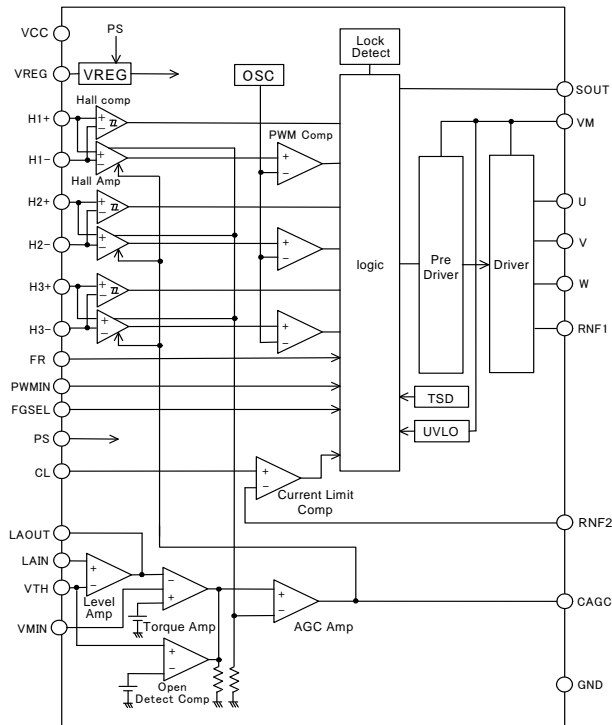 VCC
PS
Lock
Detect
VREG
VREG
OSC
SOUT
Hall comp
H1+
VM
PWM Comp
H1-
Hall Amp
H2+
U
H2-
V
logic
Pre
Driver
Driver
H3+
W
H3-
RNF1
FR
PWMIN
TSD
FGSEL
UVLO
PS
CL
Current Limit
Comp
RNF2
LAOUT
LAIN
VTH
Level
Amp
CAGC
VMIN
Torque Amp
AGC Amp
Open
Detect Comp
GND